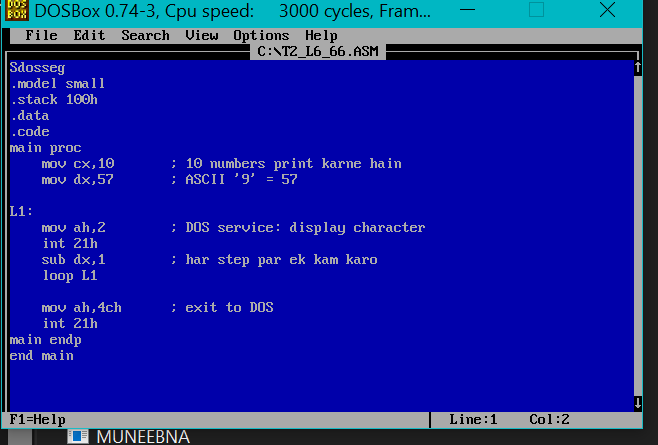 DOS BOX DOSBox 0.74-3, Cpu speed: 3000 cycles, Fram...
File Edit Search View Options Help
C:\T2_L6_66.ASM
Sdosseg
.model small
.stack 100h
.data
.code
main proc
mov cx,10 ; 10 numbers print karne hain
mov dx,57 ; ASCII '9' = 57
L1:
mov ah,2 ; DOS service: display character
int 21h
sub dx,1 ; har step par ek kam karo
loop L1
mov ah,4ch ; exit to DOS
int 21h
main endp
end main
F1=Help Line:1 Col:2
MUNEEBNA